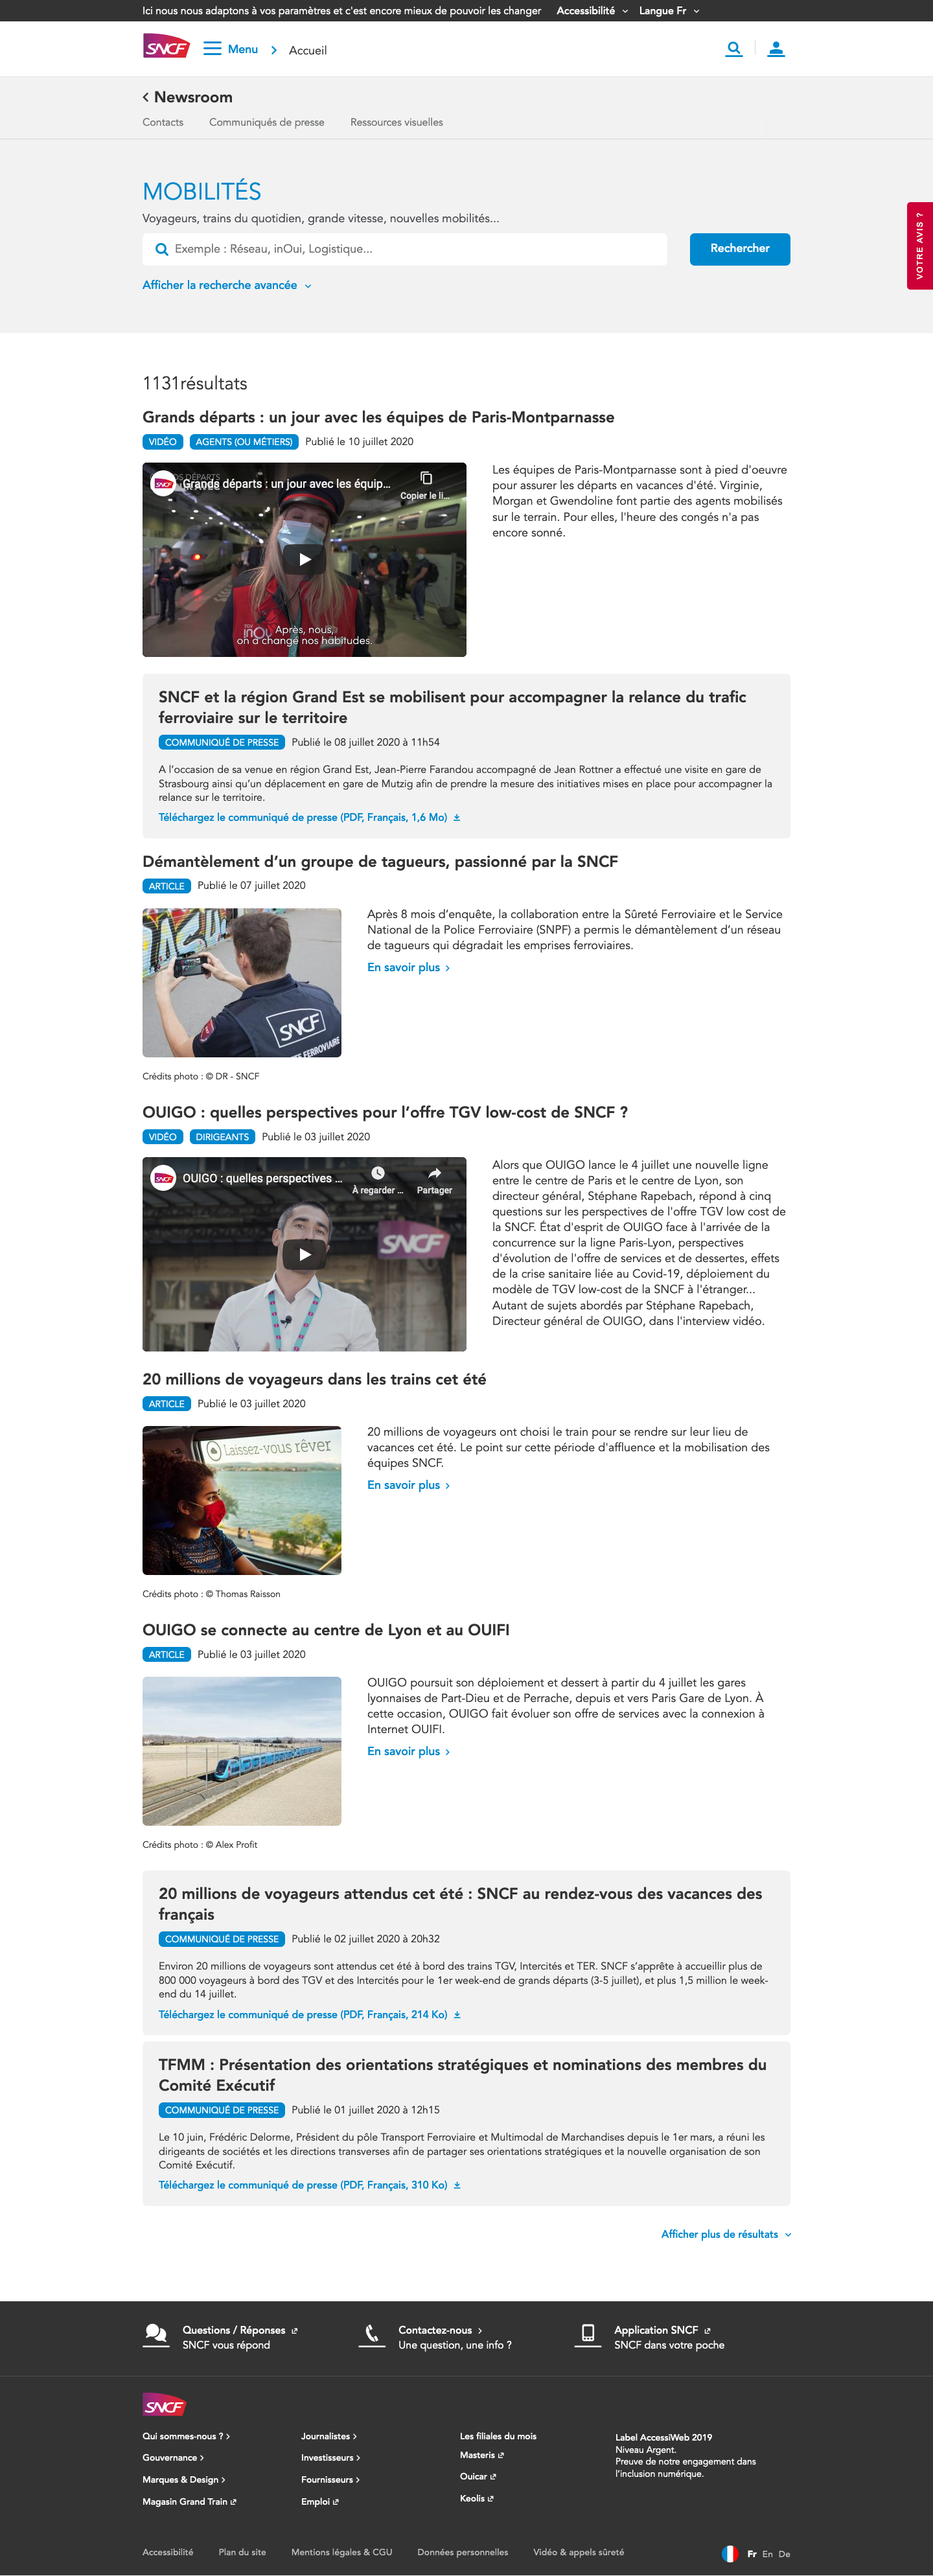 Ici nous nous adaptons à vos paramètres et c'est encore mieux de pouvoir les changer Accessibilité Langue Fr
SNCF Menu Accueil
Newsroom
Contacts Communiqués de presse Ressources visuelles
MOBILITÉS
Voyageurs, trains du quotidien, grande vitesse, nouvelles mobilités...
Exemple : Réseau, inOui, Logistique... Rechercher
VOTRE AVIS ?
Afficher la recherche avancée
1131résultats
Grands départs : un jour avec les équipes de Paris-Montparnasse
VIDÉO AGENTS (OU MÉTIERS) Publié le 10 juillet 2020
Grands départs : un jour avec les équip...
Copier le li...
Après, nous,
on a changé nos habitudes.
Les équipes de Paris-Montparnasse sont à pied d'oeuvre
pour assurer les départs en vacances d'été. Virginie,
Morgan et Gwendoline font partie des agents mobilisés
sur le terrain. Pour elles, l'heure des congés n'a pas
encore sonné.
SNCF et la région Grand Est se mobilisent pour accompagner la relance du trafic
ferroviaire sur le territoire
COMMUNIQUÉ DE PRESSE Publié le 08 juillet 2020 à 11h54
A l’occasion de sa venue en région Grand Est, Jean-Pierre Farandou accompagné de Jean Rottner a effectué une visite en gare de
Strasbourg ainsi qu’un déplacement en gare de Mutzig afin de prendre la mesure des initiatives mises en place pour accompagner la
relance sur le territoire.
Téléchargez le communiqué de presse (PDF, Français, 1,6 Mo)
Démantèlement d’un groupe de tagueurs, passionné par la SNCF
ARTICLE Publié le 07 juillet 2020
SNCF
FERROVIAIRE
Après 8 mois d’enquête, la collaboration entre la Sûreté Ferroviaire et le Service
National de la Police Ferroviaire (SNPF) a permis le démantèlement d’un réseau
de tagueurs qui dégradait les emprises ferroviaires.
En savoir plus
Crédits photo : © DR - SNCF
OUIGO : quelles perspectives pour l’offre TGV low-cost de SNCF ?
VIDÉO DIRIGEANTS Publié le 03 juillet 2020
OUIGO : quelles perspectives ...
À regarder ... Partager
SNCF
Alors que OUIGO lance le 4 juillet une nouvelle ligne
entre le centre de Paris et le centre de Lyon, son
directeur général, Stéphane Rapebach, répond à cinq
questions sur les perspectives de l'offre TGV low cost de
la SNCF. État d'esprit de OUIGO face à l'arrivée de la
concurrence sur la ligne Paris-Lyon, perspectives
d'évolution de l'offre de services et de dessertes, effets
de la crise sanitaire liée au Covid-19, déploiement du
modèle de TGV low-cost de la SNCF à l'étranger...
Autant de sujets abordés par Stéphane Rapebach,
Directeur général de OUIGO, dans l'interview vidéo.
20 millions de voyageurs dans les trains cet été
ARTICLE Publié le 03 juillet 2020
Laissez-vous rêver
20 millions de voyageurs ont choisi le train pour se rendre sur leur lieu de
vacances cet été. Le point sur cette période d'affluence et la mobilisation des
équipes SNCF.
En savoir plus
Crédits photo : © Thomas Raisson
OUIGO se connecte au centre de Lyon et au OUIFI
ARTICLE Publié le 03 juillet 2020
OUIGO poursuit son déploiement et dessert à partir du 4 juillet les gares
lyonnaises de Part-Dieu et de Perrache, depuis et vers Paris Gare de Lyon. À
cette occasion, OUIGO fait évoluer son offre de services avec la connexion à
Internet OUIFI.
En savoir plus
Crédits photo : © Alex Profit
20 millions de voyageurs attendus cet été : SNCF au rendez-vous des vacances des
français
COMMUNIQUÉ DE PRESSE Publié le 02 juillet 2020 à 20h32
Environ 20 millions de voyageurs sont attendus cet été à bord des trains TGV, Intercités et TER. SNCF s’apprête à accueillir plus de
800 000 voyageurs à bord des TGV et des Intercités pour le 1er week-end de grands départs (3-5 juillet), et plus 1,5 million le week-
end du 14 juillet.
Téléchargez le communiqué de presse (PDF, Français, 214 Ko)
TFMM : Présentation des orientations stratégiques et nominations des membres du
Comité Exécutif
COMMUNIQUÉ DE PRESSE Publié le 01 juillet 2020 à 12h15
Le 10 juin, Frédéric Delorme, Président du pôle Transport Ferroviaire et Multimodal de Marchandises depuis le 1er mars, a réuni les
dirigeants de sociétés et les directions transverses afin de partager ses orientations stratégiques et la nouvelle organisation de son
Comité Exécutif.
Téléchargez le communiqué de presse (PDF, Français, 310 Ko)
Afficher plus de résultats
Questions / Réponses
SNCF vous répond
Contactez-nous
Une question, une info ?
Application SNCF
SNCF dans votre poche
SNCF
Qui sommes-nous ?
Gouvernance
Marques & Design
Magasin Grand Train
Journalistes
Investisseurs
Fournisseurs
Emploi
Les filiales du mois
Masteris
Ouicar
Keolis
Label AccessiWeb 2019
Niveau Argent.
Preuve de notre engagement dans
l’inclusion numérique.
Accessibilité Plan du site Mentions légales & CGU Données personnelles Vidéo & appels sûreté Fr En De